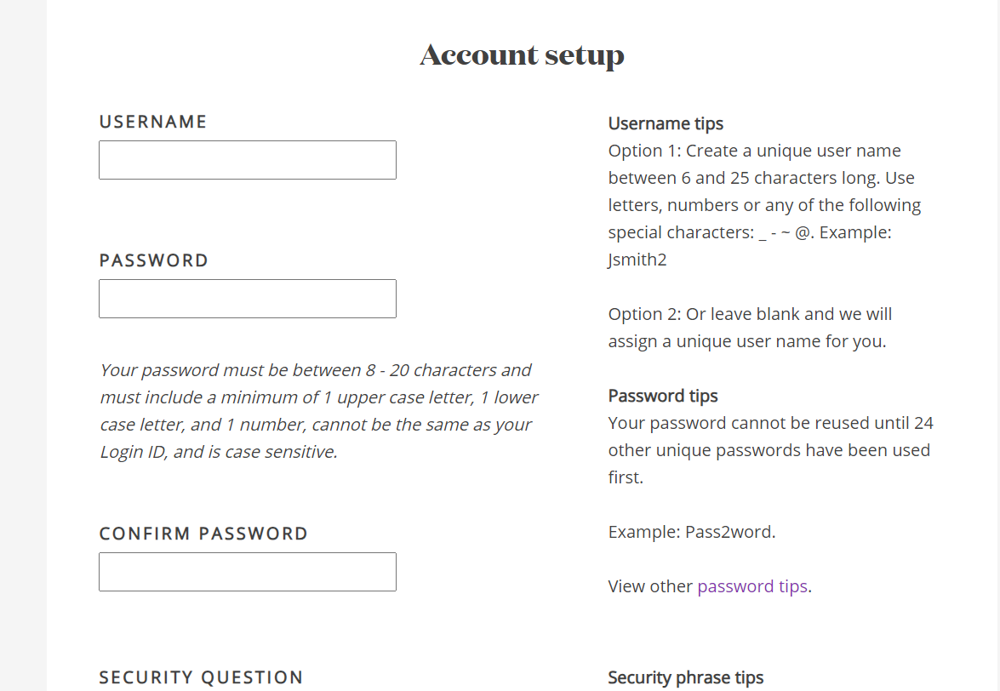 Account setup
USERNAME
PASSWORD
Your password must be between 8 - 20 characters and
must include a minimum of 1 upper case letter, 1 lower
case letter, and 1 number, cannot be the same as your
Login ID, and is case sensitive.
CONFIRM PASSWORD
SECURITY QUESTION
Username tips
Option 1: Create a unique user name
between 6 and 25 characters long. Use
letters, numbers or any of the following
special characters: _ - ~ @. Example:
Jsmith2
Option 2: Or leave blank and we will
assign a unique user name for you.
Password tips
Your password cannot be reused until 24
other unique passwords have been used
first.
Example: Pass2word.
View other password tips.
Security phrase tips